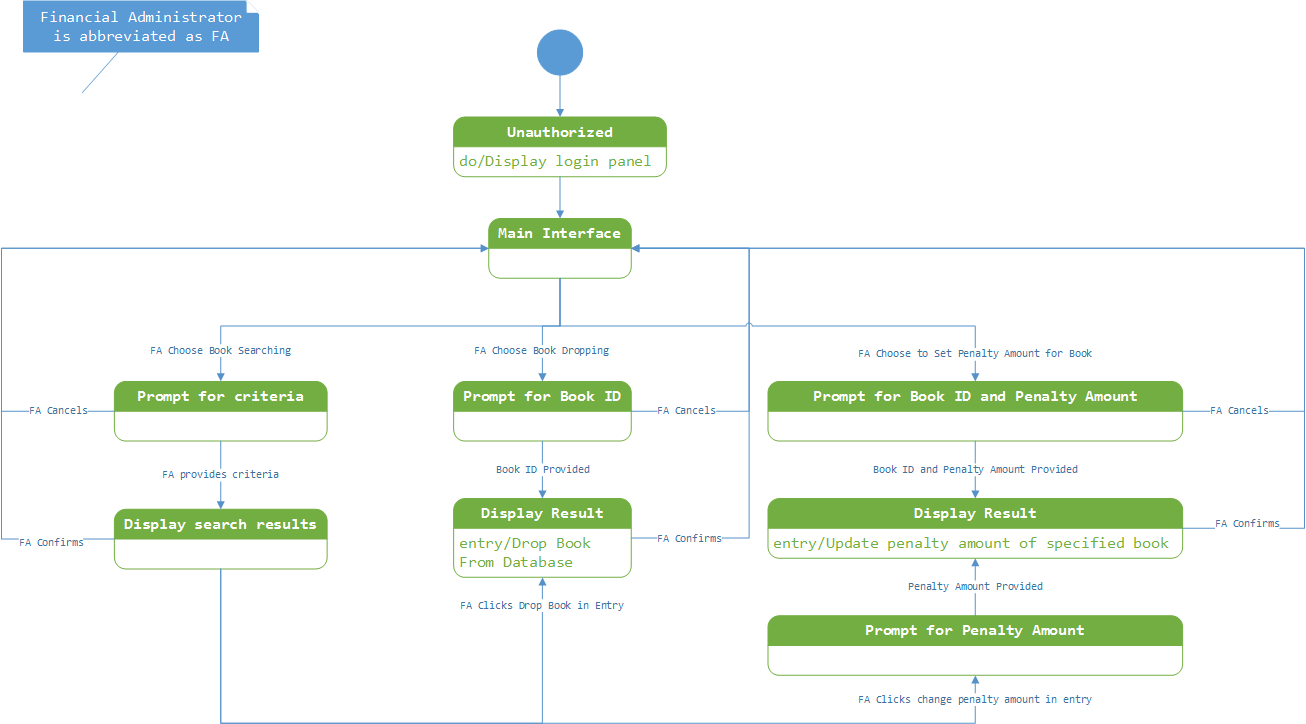 Financial Administrator
is abbreviated as FA
Unauthorized
do/Display login panel
Main Interface
FA Choose Book Searching
FA Choose Book Dropping
FA Choose to Set Penalty Amount for Book
Prompt for criteria
Prompt for Book ID
Prompt for Book ID and Penalty Amount
FA Cancels
FA Cancels
FA Cancels
FA provides criteria
Book ID Provided
Book ID and Penalty Amount Provided
Display search results
Display Result
Display Result
FA Confirms
FA Confirms
FA Confirms
entry/Drop Book
From Database
entry/Update penalty amount of specified book
FA Clicks Drop Book in Entry
Penalty Amount Provided
Prompt for Penalty Amount
FA Clicks change penalty amount in entry